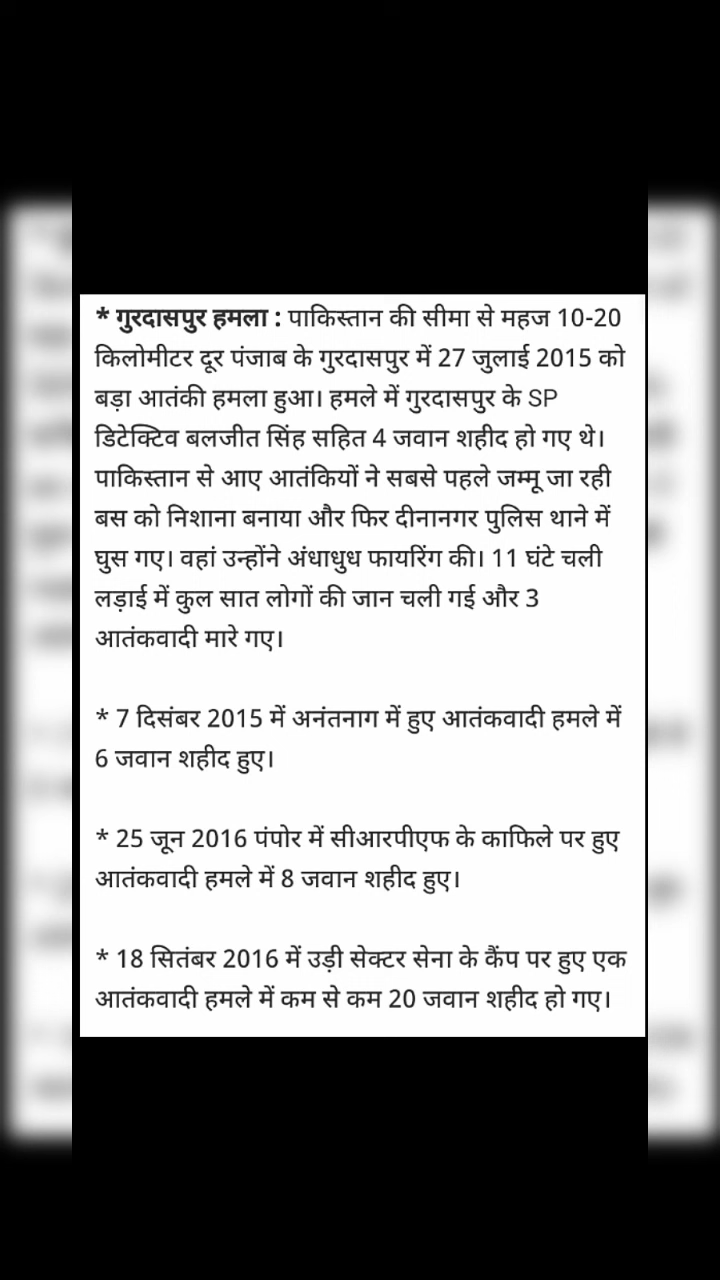 * गुरदासपुर हमला : पाकिस्तान की सीमा से महज 10-20
किलोमीटर दूर पंजाब के गुरदासपुर में 27 जुलाई 2015 को
बड़ा आतंकी हमला हुआ। हमले में गुरदासपुर के SP
डिटेक्टिव बलजीत सिंह सहित 4 जवान शहीद हो गए थे।
पाकिस्तान से आए आतंकियों ने सबसे पहले जम्मू जा रही
बस को निशाना बनाया और फिर दीनानगर पुलिस थाने में
घुस गए। वहां उन्होंने अंधाधुध फायरिंग की। 11 घंटे चली
लड़ाई में कुल सात लोगों की जान चली गई और 3
आतंकवादी मारे गए।
* 7 दिसंबर 2015 में अनंतनाग में हुए आतंकवादी हमले में
6 जवान शहीद हुए।
* 25 जून 2016 पंपोर में सीआरपीएफ के काफिले पर हुए
आतंकवादी हमले में 8 जवान शहीद हुए।
* 18 सितंबर 2016 में उड़ी सेक्टर सेना के कैंप पर हुए एक
आतंकवादी हमले में कम से कम 20 जवान शहीद हो गए।